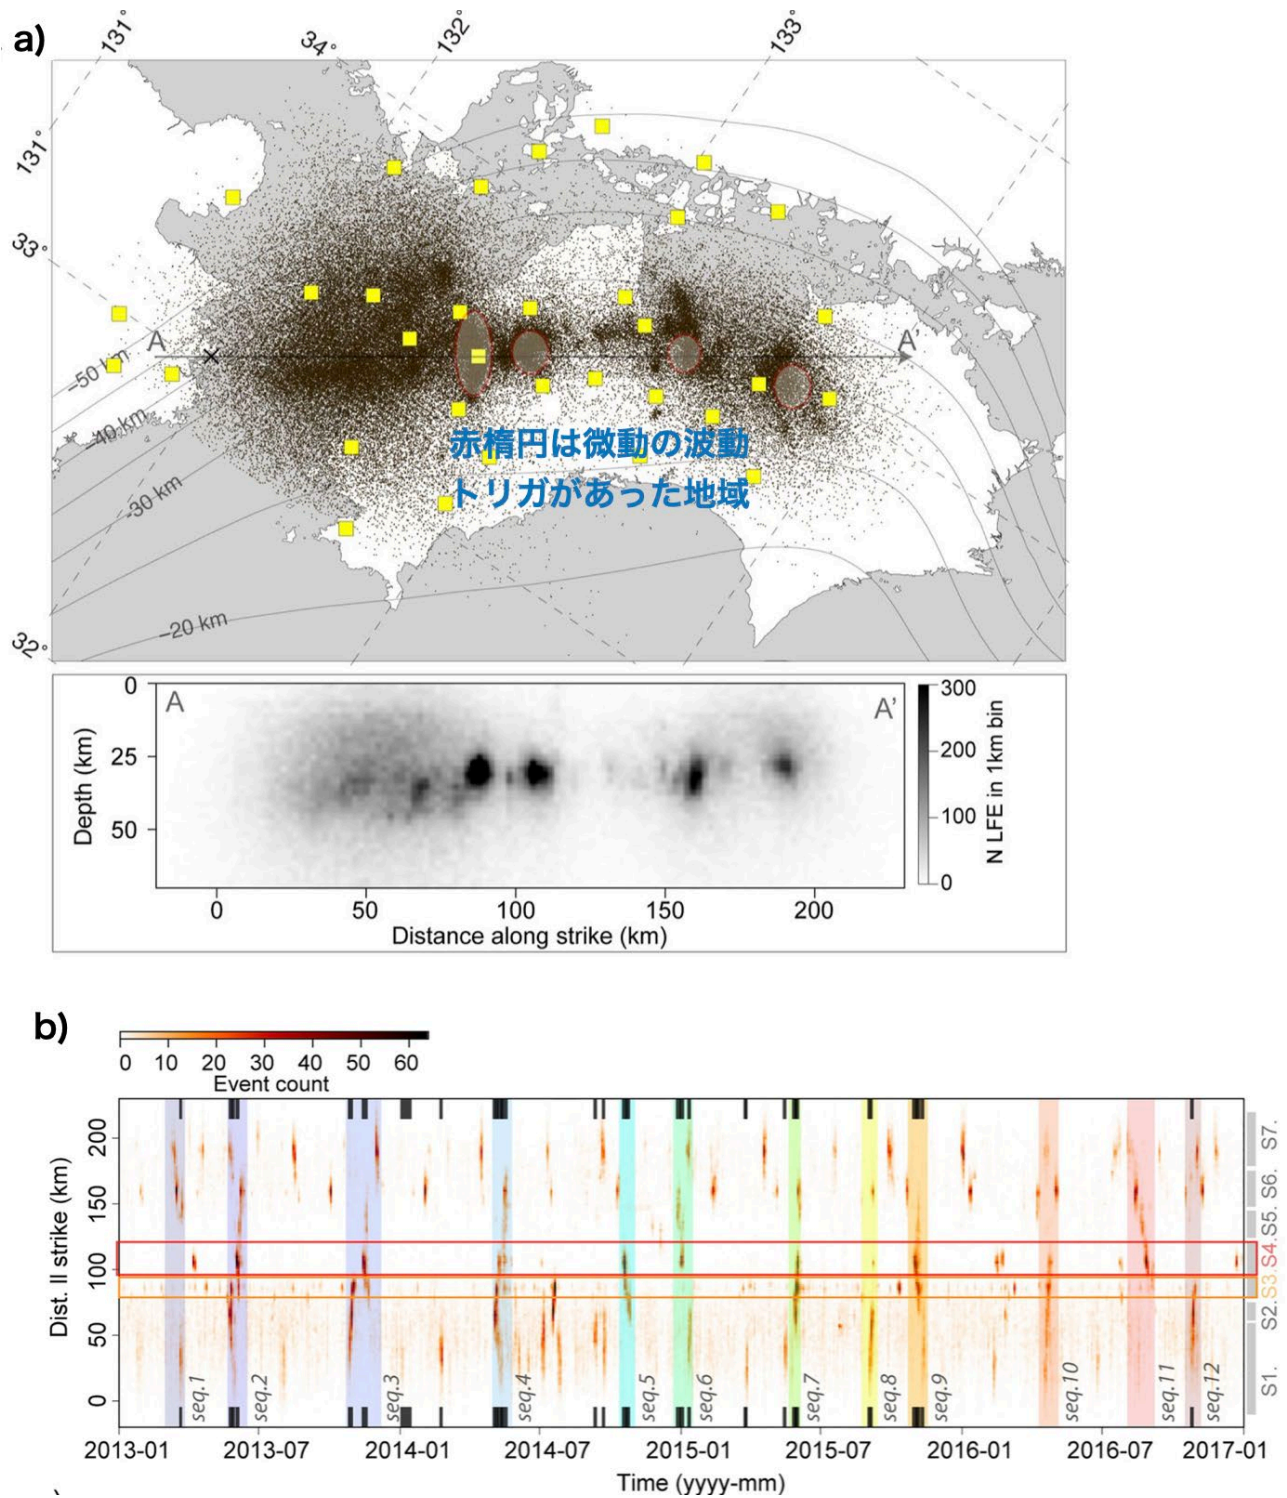 a)
131°
34°
132°
133°
131°
33°
32°
A
A'
−50 km
−40 km
−30 km
−20 km
赤楕円は微動の波動
トリガがあった地域
A
A'
0
25
50
Depth (km)
0
50
100
150
200
Distance along strike (km)
300
200
100
0
N LFE in 1km bin
b)
0 10 20 30 40 50 60
Event count
200
150
100
50
0
Dist. II strike (km)
seq.1
seq.2
seq.3
seq.4
seq.5
seq.6
seq.7
seq.8
seq.9
seq.10
seq.11
seq.12
S7.
S6.
S5.
S4.
S3.
S2.
S1.
2013-01 2013-07 2014-01 2014-07 2015-01 2015-07 2016-01 2016-07 2017-01
Time (yyyy-mm)